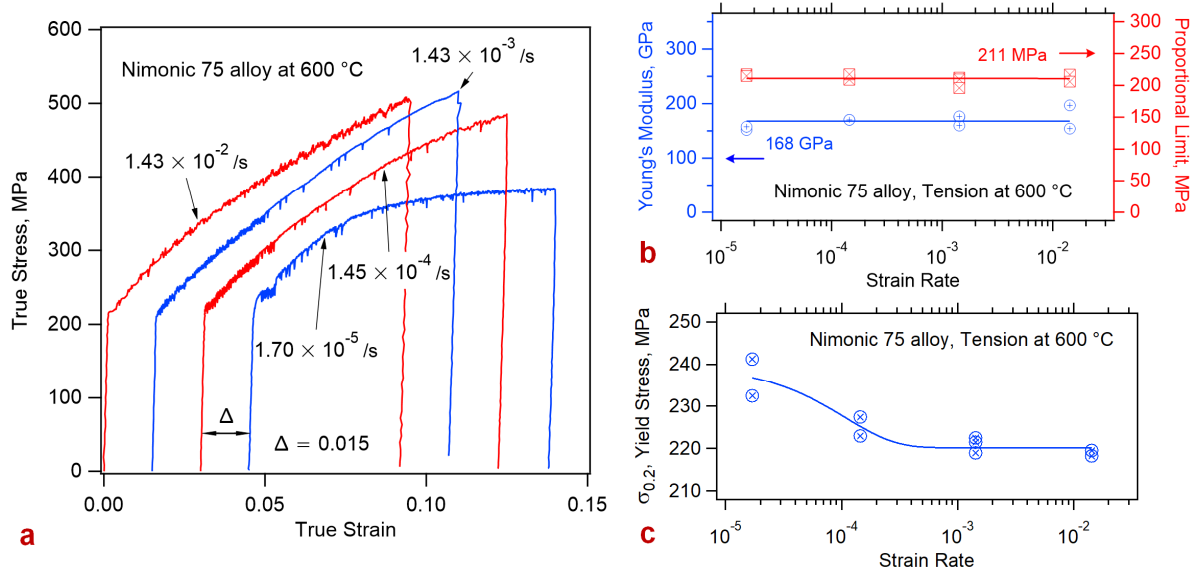 600
500
400
300
200
100
0
True Stress, MPa
Nimonic 75 alloy at 600 °C
1.43 × 10⁻³ /s
1.43 × 10⁻² /s
1.45 × 10⁻⁴ /s
1.70 × 10⁻⁵ /s
Δ
Δ = 0.015
0.00
0.05
0.10
0.15
True Strain
a
300
200
100
0
Young's Modulus, GPa
211 MPa
168 GPa
Nimonic 75 alloy, Tension at 600 °C
300
250
200
150
100
50
0
Proportional Limit, MPa
10⁻⁵
10⁻⁴
10⁻³
10⁻²
Strain Rate
b
250
240
230
220
210
σ₀.₂, Yield Stress, MPa
Nimonic 75 alloy, Tension at 600 °C
10⁻⁵
10⁻⁴
10⁻³
10⁻²
Strain Rate
c